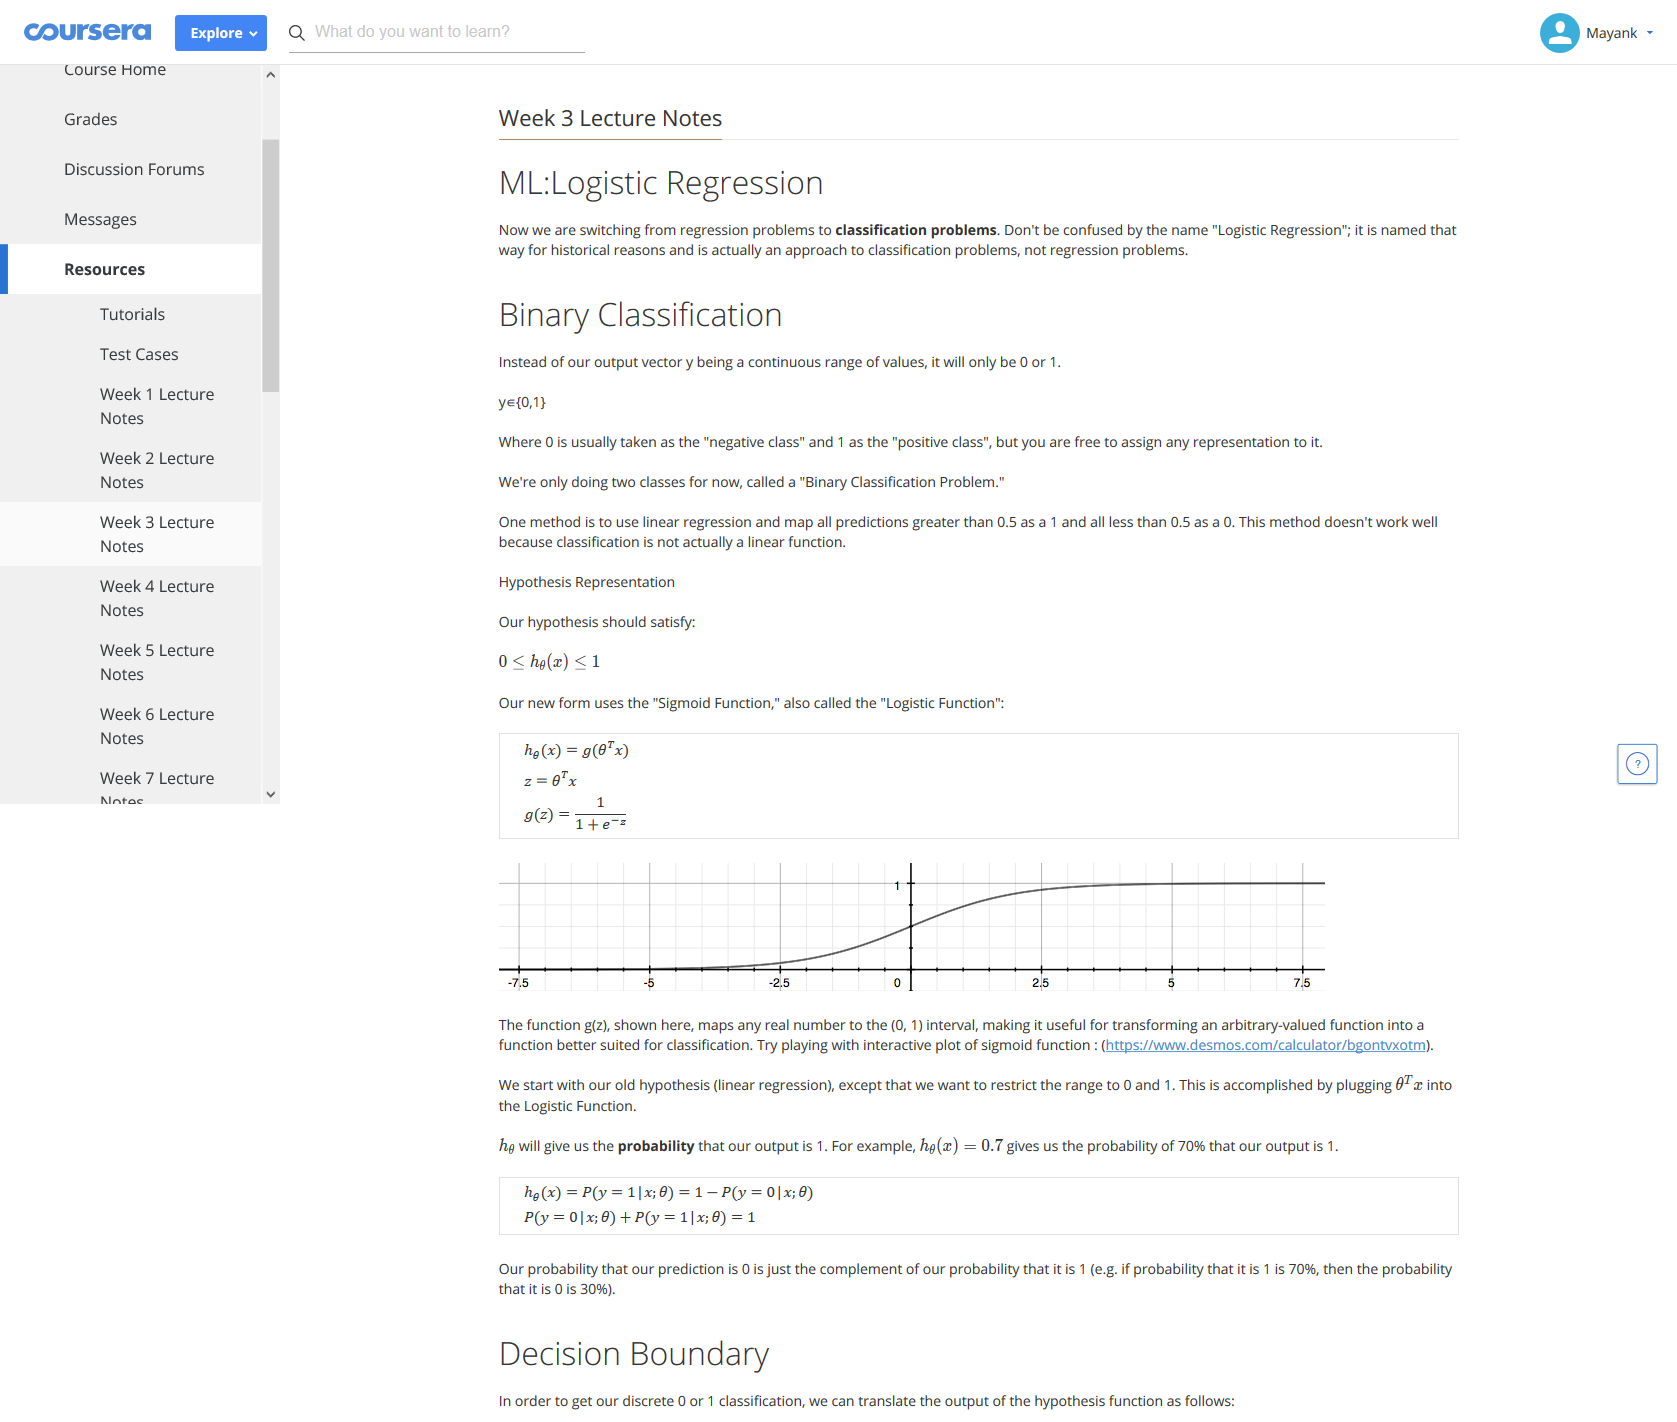 coursera
Explore
What do you want to learn?
Mayank
Course Home
Grades
Discussion Forums
Messages
Resources
Tutorials
Test Cases
Week 1 Lecture
Notes
Week 2 Lecture
Notes
Week 3 Lecture
Notes
Week 4 Lecture
Notes
Week 5 Lecture
Notes
Week 6 Lecture
Notes
Week 7 Lecture
Notes
Week 3 Lecture Notes
ML:Logistic Regression
Now we are switching from regression problems to classification problems. Don't be confused by the name "Logistic Regression"; it is named that
way for historical reasons and is actually an approach to classification problems, not regression problems.
Binary Classification
Instead of our output vector y being a continuous range of values, it will only be 0 or 1.
y∈{0,1}
Where 0 is usually taken as the "negative class" and 1 as the "positive class", but you are free to assign any representation to it.
We're only doing two classes for now, called a "Binary Classification Problem."
One method is to use linear regression and map all predictions greater than 0.5 as a 1 and all less than 0.5 as a 0. This method doesn't work well
because classification is not actually a linear function.
Hypothesis Representation
Our hypothesis should satisfy:
0 ≤ hθ(x) ≤ 1
Our new form uses the "Sigmoid Function," also called the "Logistic Function":
hθ(x) = g(θᵀx)
z = θᵀx
g(z) = 1 / (1 + e⁻ᶻ)
1
-7.5 -5 -2.5 0 2.5 5 7.5
The function g(z), shown here, maps any real number to the (0, 1) interval, making it useful for transforming an arbitrary-valued function into a
function better suited for classification. Try playing with interactive plot of sigmoid function : (https://www.desmos.com/calculator/bgontvxotm).
We start with our old hypothesis (linear regression), except that we want to restrict the range to 0 and 1. This is accomplished by plugging θᵀx into
the Logistic Function.
hθ will give us the probability that our output is 1. For example, hθ(x) = 0.7 gives us the probability of 70% that our output is 1.
hθ(x) = P(y = 1|x; θ) = 1 − P(y = 0|x; θ)
P(y = 0|x; θ) + P(y = 1|x; θ) = 1
Our probability that our prediction is 0 is just the complement of our probability that it is 1 (e.g. if probability that it is 1 is 70%, then the probability
that it is 0 is 30%).
Decision Boundary
In order to get our discrete 0 or 1 classification, we can translate the output of the hypothesis function as follows:
?